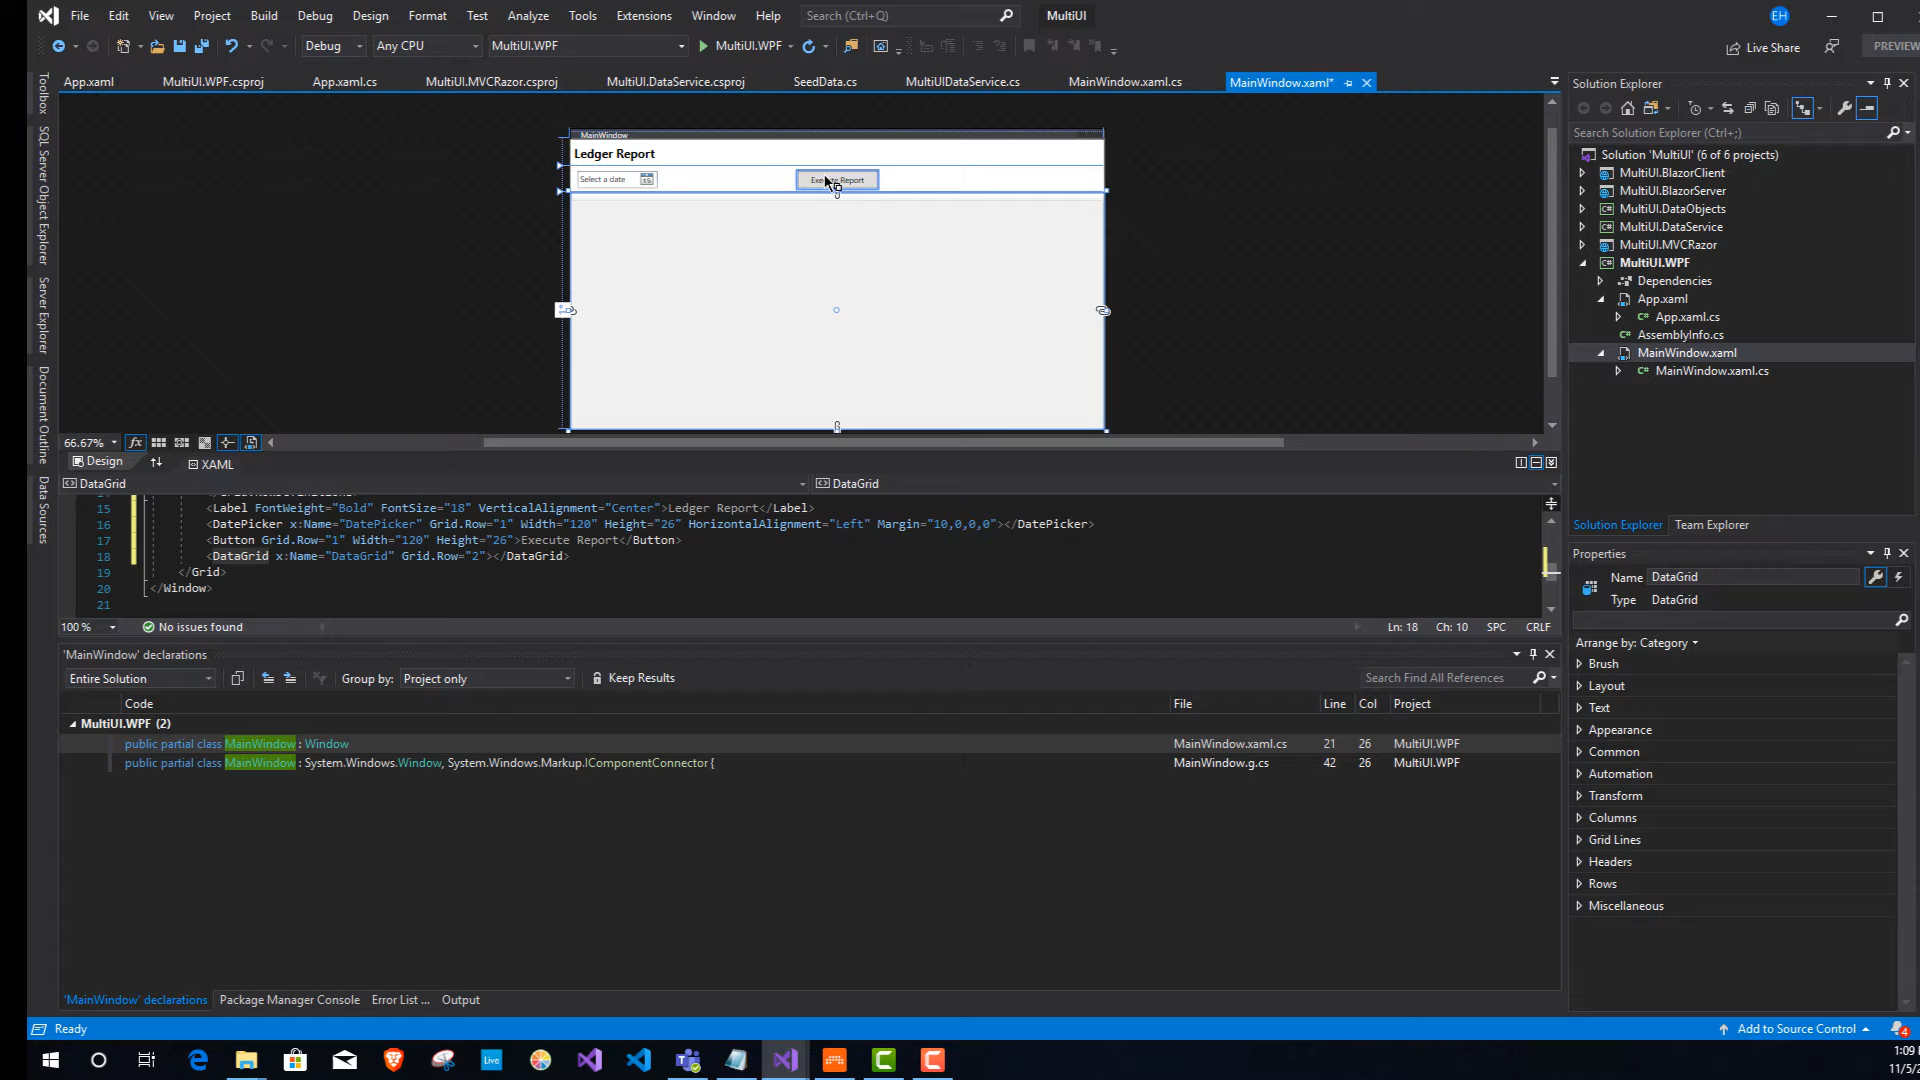 File Edit View Project Build Debug Design Format Test Analyze Tools Extensions Window Help Search (Ctrl+Q) MultiUI EH
Debug Any CPU MultiUI.WPF MultiUI.WPF Live Share PREVIEW
App.xaml MultiUI.WPF.csproj App.xaml.cs MultiUI.MVCRazor.csproj MultiUI.DataService.csproj SeedData.cs MultiUIDataService.cs MainWindow.xaml.cs MainWindow.xaml*
Toolbox
SQL Server Object Explorer
Server Explorer
Document Outline
Data Sources
MainWindow
Ledger Report
Select a date 15 Execute Report
66.67%
Design XAML
DataGrid DataGrid
15 <Label FontWeight="Bold" FontSize="18" VerticalAlignment="Center">Ledger Report</Label>
16 <DatePicker x:Name="DatePicker" Grid.Row="1" Width="120" Height="26" HorizontalAlignment="Left" Margin="10,0,0,0"></DatePicker>
17 <Button Grid.Row="1" Width="120" Height="26">Execute Report</Button>
18 <DataGrid x:Name="DataGrid" Grid.Row="2"></DataGrid>
19 </Grid>
20 </Window>
21
100 % No issues found Ln: 18 Ch: 10 SPC CRLF
'MainWindow' declarations
Entire Solution Group by: Project only Keep Results Search Find All References
Code File Line Col Project
MultiUI.WPF (2)
public partial class MainWindow : Window MainWindow.xaml.cs 21 26 MultiUI.WPF
public partial class MainWindow : System.Windows.Window, System.Windows.Markup.IComponentConnector { MainWindow.g.cs 42 26 MultiUI.WPF
'MainWindow' declarations Package Manager Console Error List ... Output
Solution Explorer
Search Solution Explorer (Ctrl+;)
Solution 'MultiUI' (6 of 6 projects)
MultiUI.BlazorClient
MultiUI.BlazorServer
MultiUI.DataObjects
MultiUI.DataService
MultiUI.MVCRazor
MultiUI.WPF
Dependencies
App.xaml
C# App.xaml.cs
C# AssemblyInfo.cs
MainWindow.xaml
C# MainWindow.xaml.cs
Solution Explorer Team Explorer
Properties
Name DataGrid
Type DataGrid
Arrange by: Category
Brush
Layout
Text
Appearance
Common
Automation
Transform
Columns
Grid Lines
Headers
Rows
Miscellaneous
Ready Add to Source Control 4
Live
1:09
11/5/2